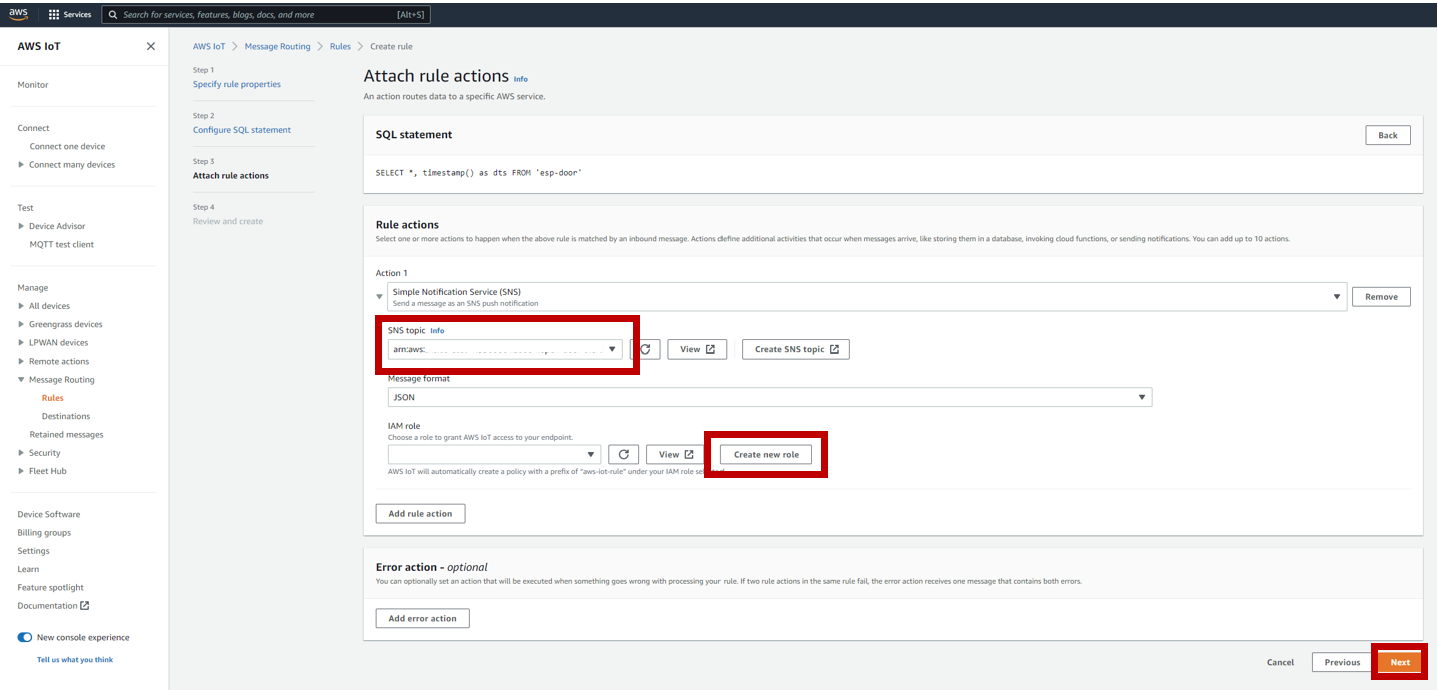 aws
Services
Search for services, features, blogs, docs, and more
[Alt+S]
AWS IoT
Monitor
Connect
Connect one device
Connect many devices
Test
Device Advisor
MQTT test client
Manage
All devices
Greengrass devices
LPWAN devices
Remote actions
Message Routing
Rules
Destinations
Retained messages
Security
Fleet Hub
Device Software
Billing groups
Settings
Learn
Feature spotlight
Documentation
New console experience
Tell us what you think
AWS IoT > Message Routing > Rules > Create rule
Step 1
Specify rule properties
Step 2
Configure SQL statement
Step 3
Attach rule actions
Step 4
Review and create
Attach rule actions Info
An action routes data to a specific AWS service.
SQL statement
Back
SELECT *, timestamp() as dts FROM 'esp-door'
Rule actions
Select one or more actions to happen when the above rule is matched by an inbound message. Actions define additional activities that occur when messages arrive, like storing them in a database, invoking cloud functions, or sending notifications. You can add up to 10 actions.
Action 1
Simple Notification Service (SNS)
Send a message as an SNS push notification
Remove
SNS topic Info
arn:aws:
View
Create SNS topic
Message format
JSON
IAM role
Choose a role to grant AWS IoT access to your endpoint.
View
Create new role
AWS IoT will automatically create a policy with a prefix of "aws-iot-rule" under your IAM role
Add rule action
Error action - optional
You can optionally set an action that will be executed when something goes wrong with processing your rule. If two rule actions in the same rule fail, the error action receives one message that contains both errors.
Add error action
Cancel
Previous
Next